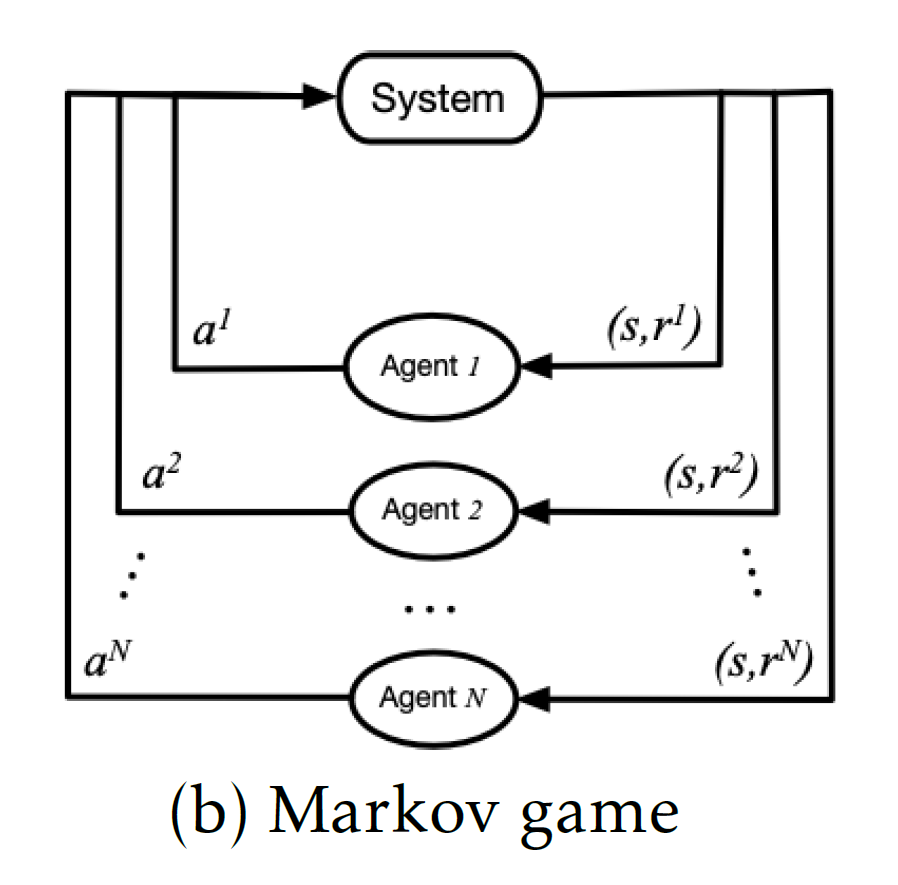 System
a¹ Agent 1 (s,r¹)
a² Agent 2 (s,r²)
...
aᴺ Agent N (s,rᴺ)
(b) Markov game